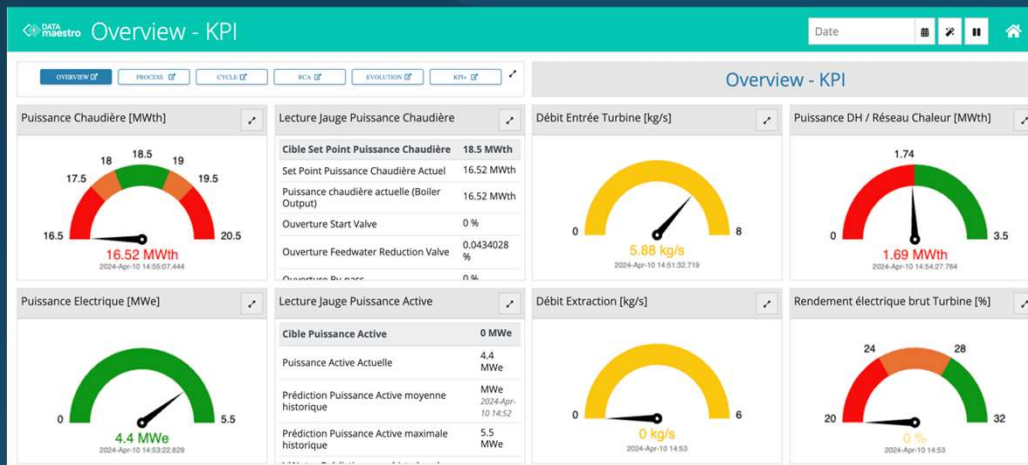 DATA
maestro Overview - KPI
Date
OVERVIEW PROCESS CYCLE RCA EVOLUTION KPI+
Overview - KPI
Puissance Chaudière [MWth]
16.5 17.5 18 18.5 19 19.5 20.5
16.52 MWth
2024-Apr-10 14:55:07.444
Lecture Jauge Puissance Chaudière
Cible Set Point Puissance Chaudière 18.5 MWth
Set Point Puissance Chaudière Actuel 16.52 MWth
Puissance chaudière actuelle (Boiler
Output) 16.52 MWth
Ouverture Start Valve 0 %
Ouverture Feedwater Reduction Valve 0.0434028
%
Ouverture By-pass 0 %
Débit Entrée Turbine [kg/s]
0 8
5.88 kg/s
2024-Apr-10 14:51:32.719
Puissance DH / Réseau Chaleur [MWth]
0 1.74 3.5
1.69 MWth
2024-Apr-10 14:54:27.764
Puissance Electrique [MWe]
0 5.5
4.4 MWe
2024-Apr-10 14:53:22.629
Lecture Jauge Puissance Active
Cible Puissance Active 0 MWe
Puissance Active Actuelle 4.4
MWe
Prédiction Puissance Active moyenne
historique MWe
2024-Apr-
10 14:52
Prédiction Puissance Active maximale
historique 5.5
MWe
Débit Extraction [kg/s]
0 6
0 kg/s
2024-Apr-10 14:53
Rendement électrique brut Turbine [%]
20 24 28 32
0 %
2024-Apr-10 14:53